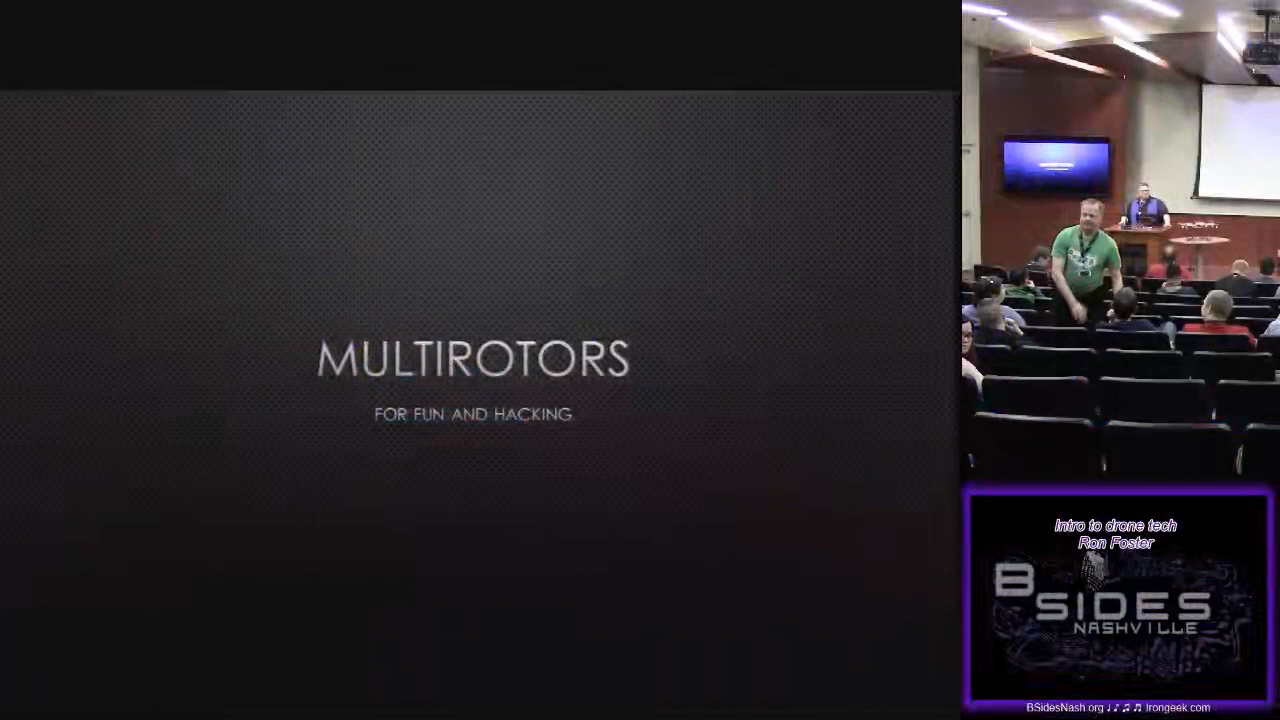 MULTIROTORS
FOR FUN AND HACKING
Intro to drone tech
Ron Foster
BSIDES
NASHVILLE
BSidesNash.org ♩♪♫♬ Irongeek.com